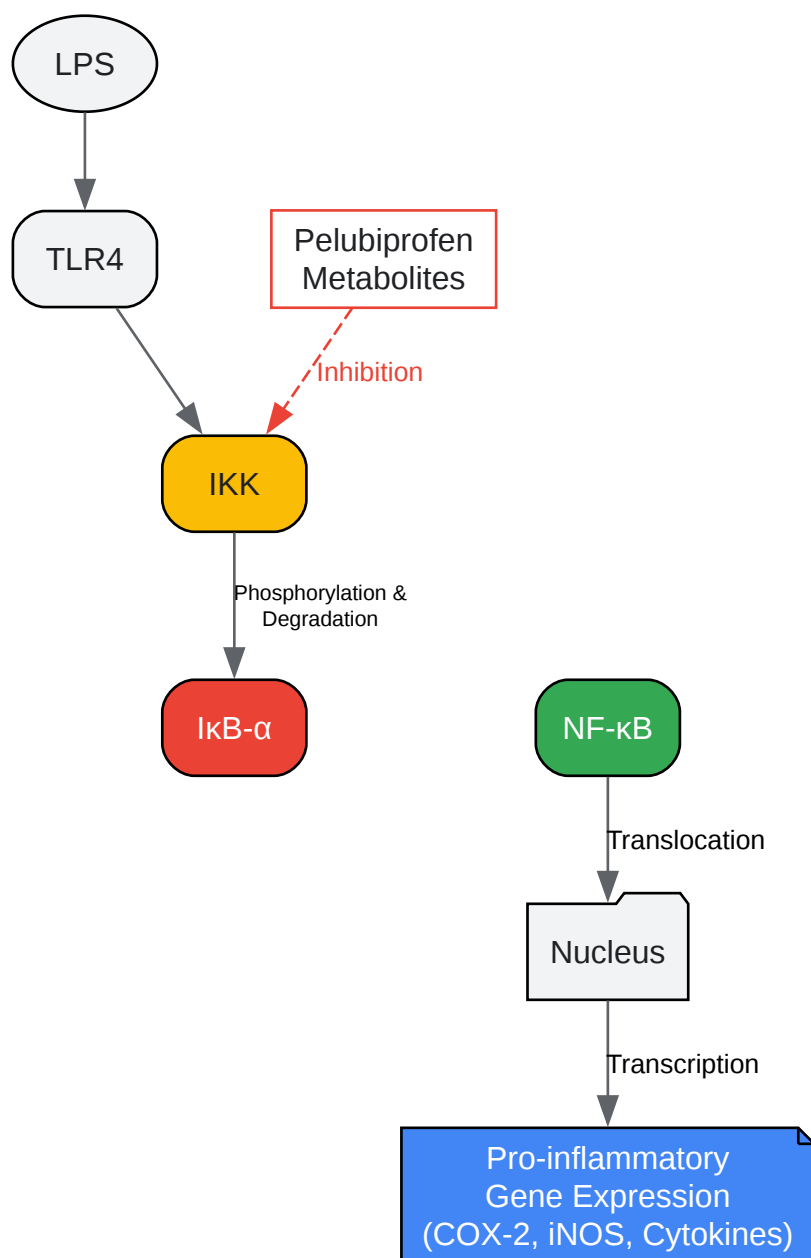 LPS
TLR4
Pelubiprofen
Metabolites
Inhibition
IKK
Phosphorylation &
Degradation
IκB-α
NF-κB
Translocation
Nucleus
Transcription
Pro-inflammatory
Gene Expression
(COX-2, iNOS, Cytokines)